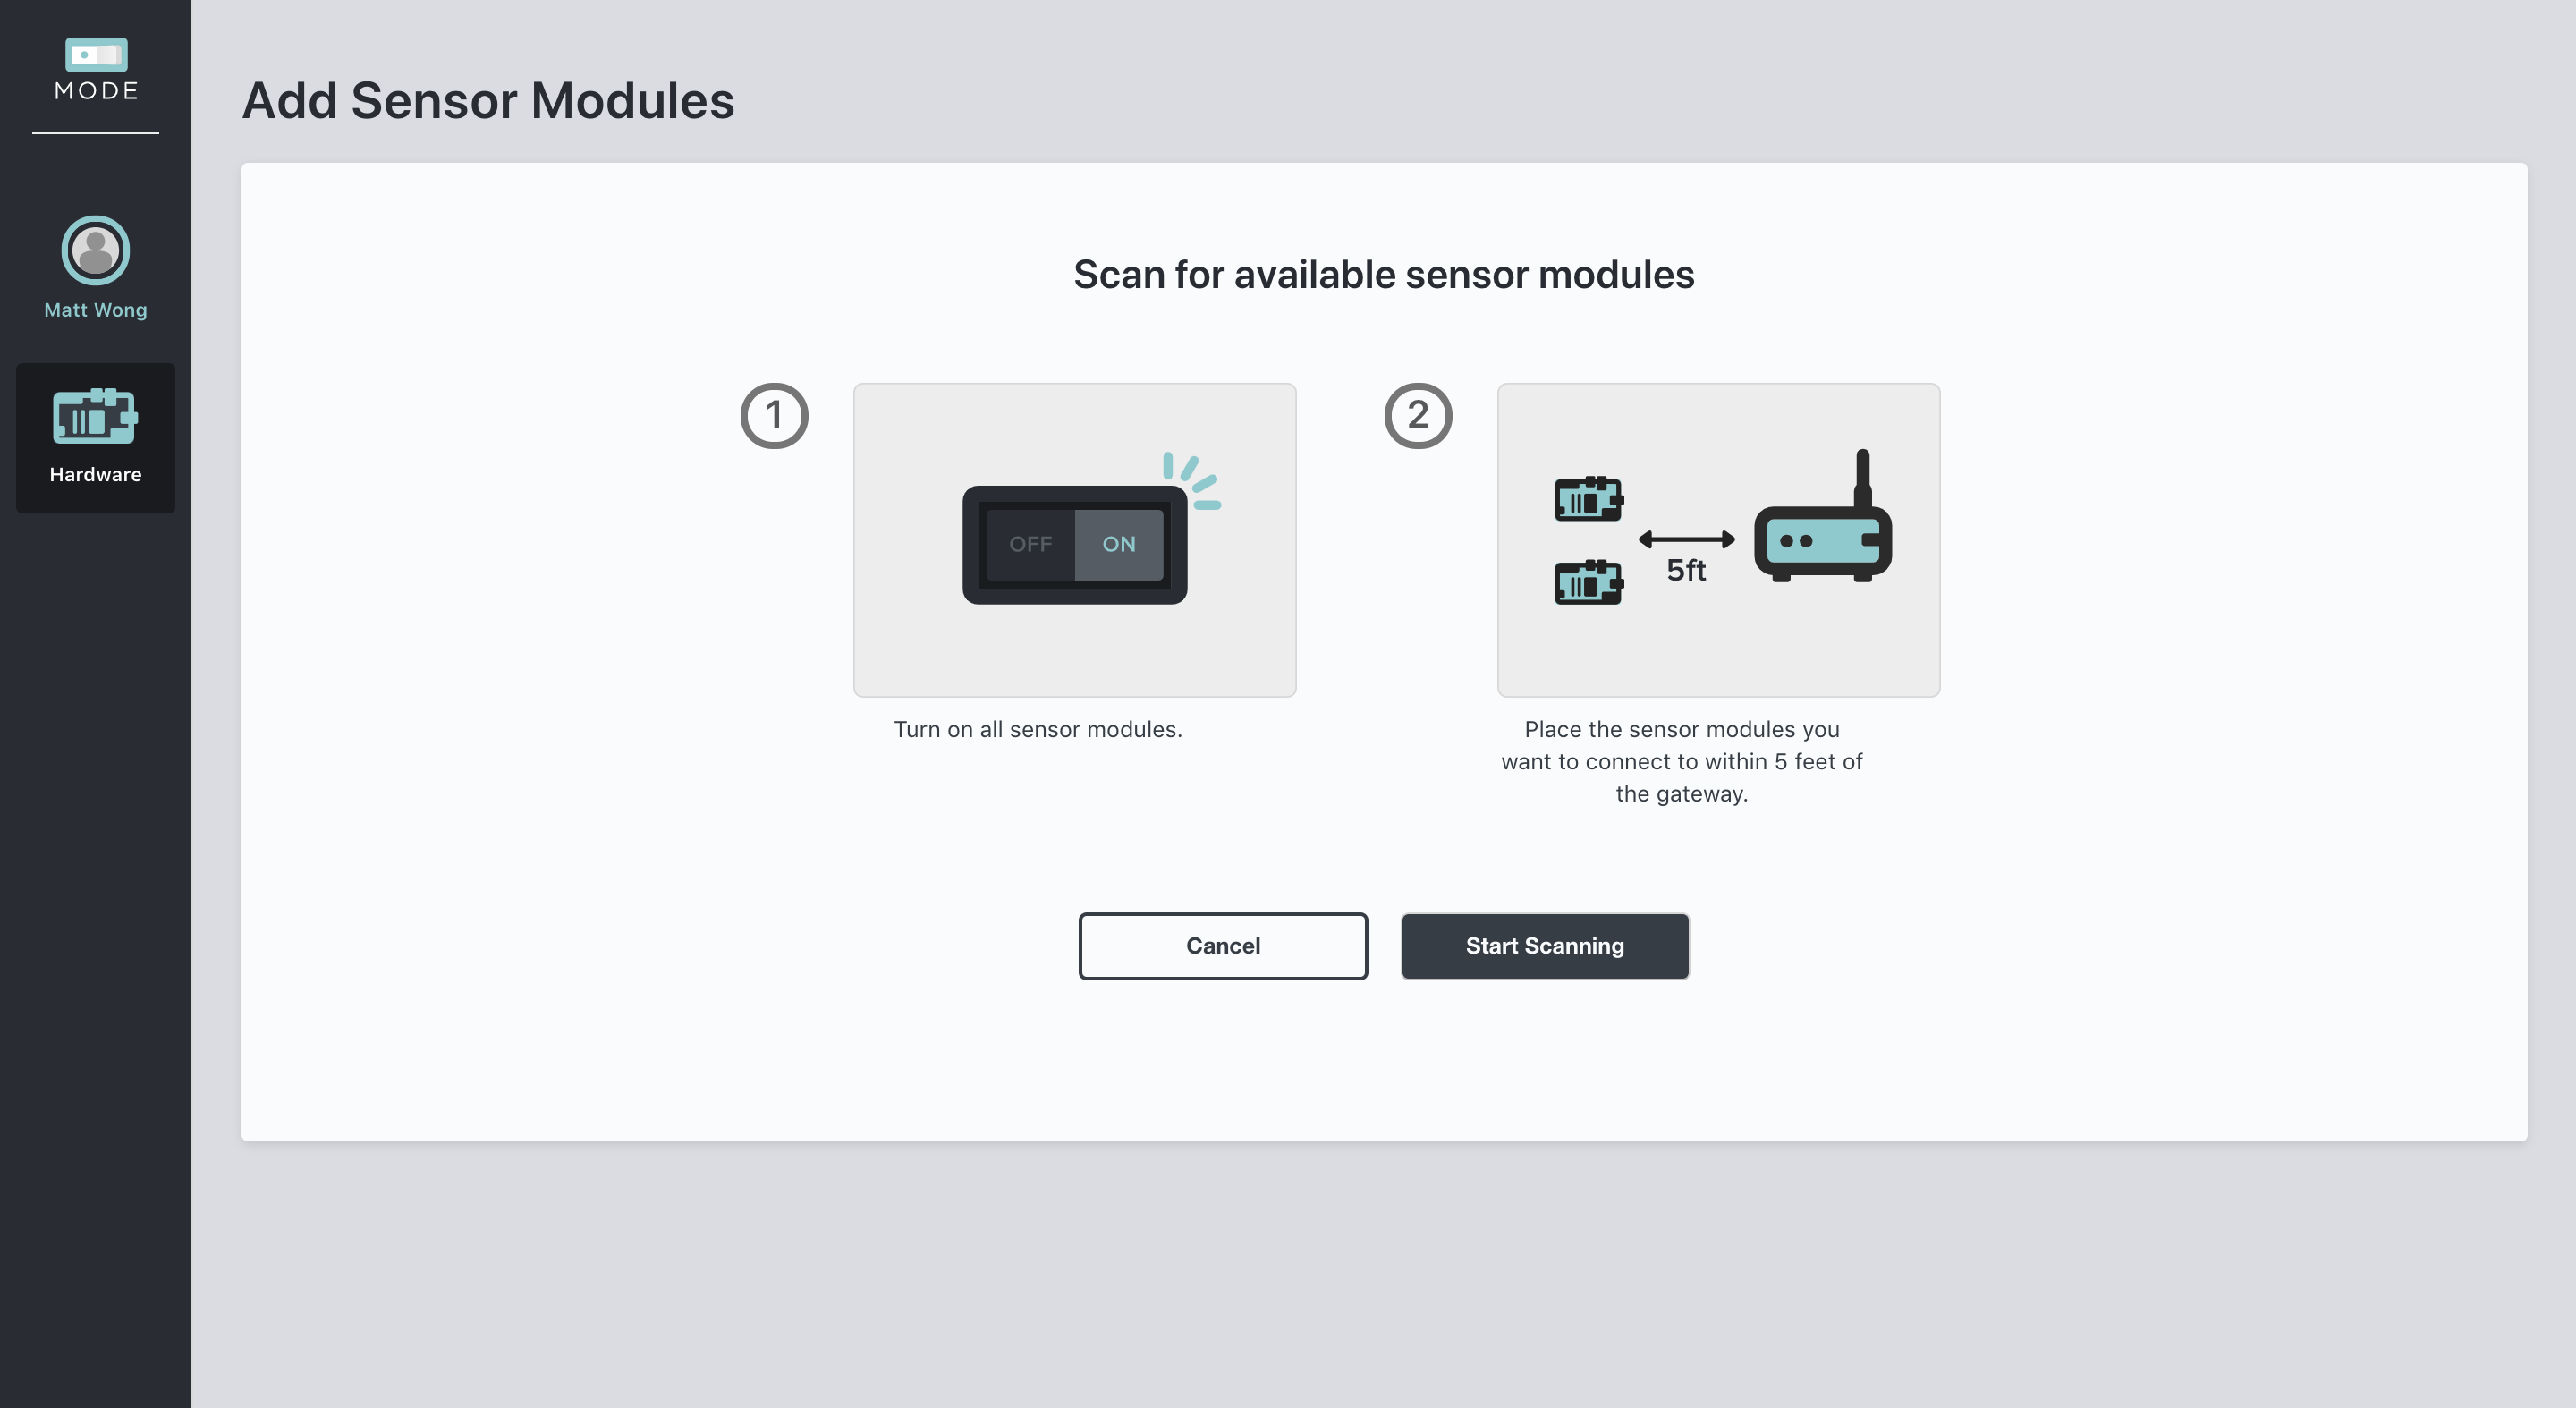 MODE
Matt Wong
Hardware
Add Sensor Modules
Scan for available sensor modules
1
OFF ON
Turn on all sensor modules.
2
5ft
Place the sensor modules you
want to connect to within 5 feet of
the gateway.
Cancel
Start Scanning